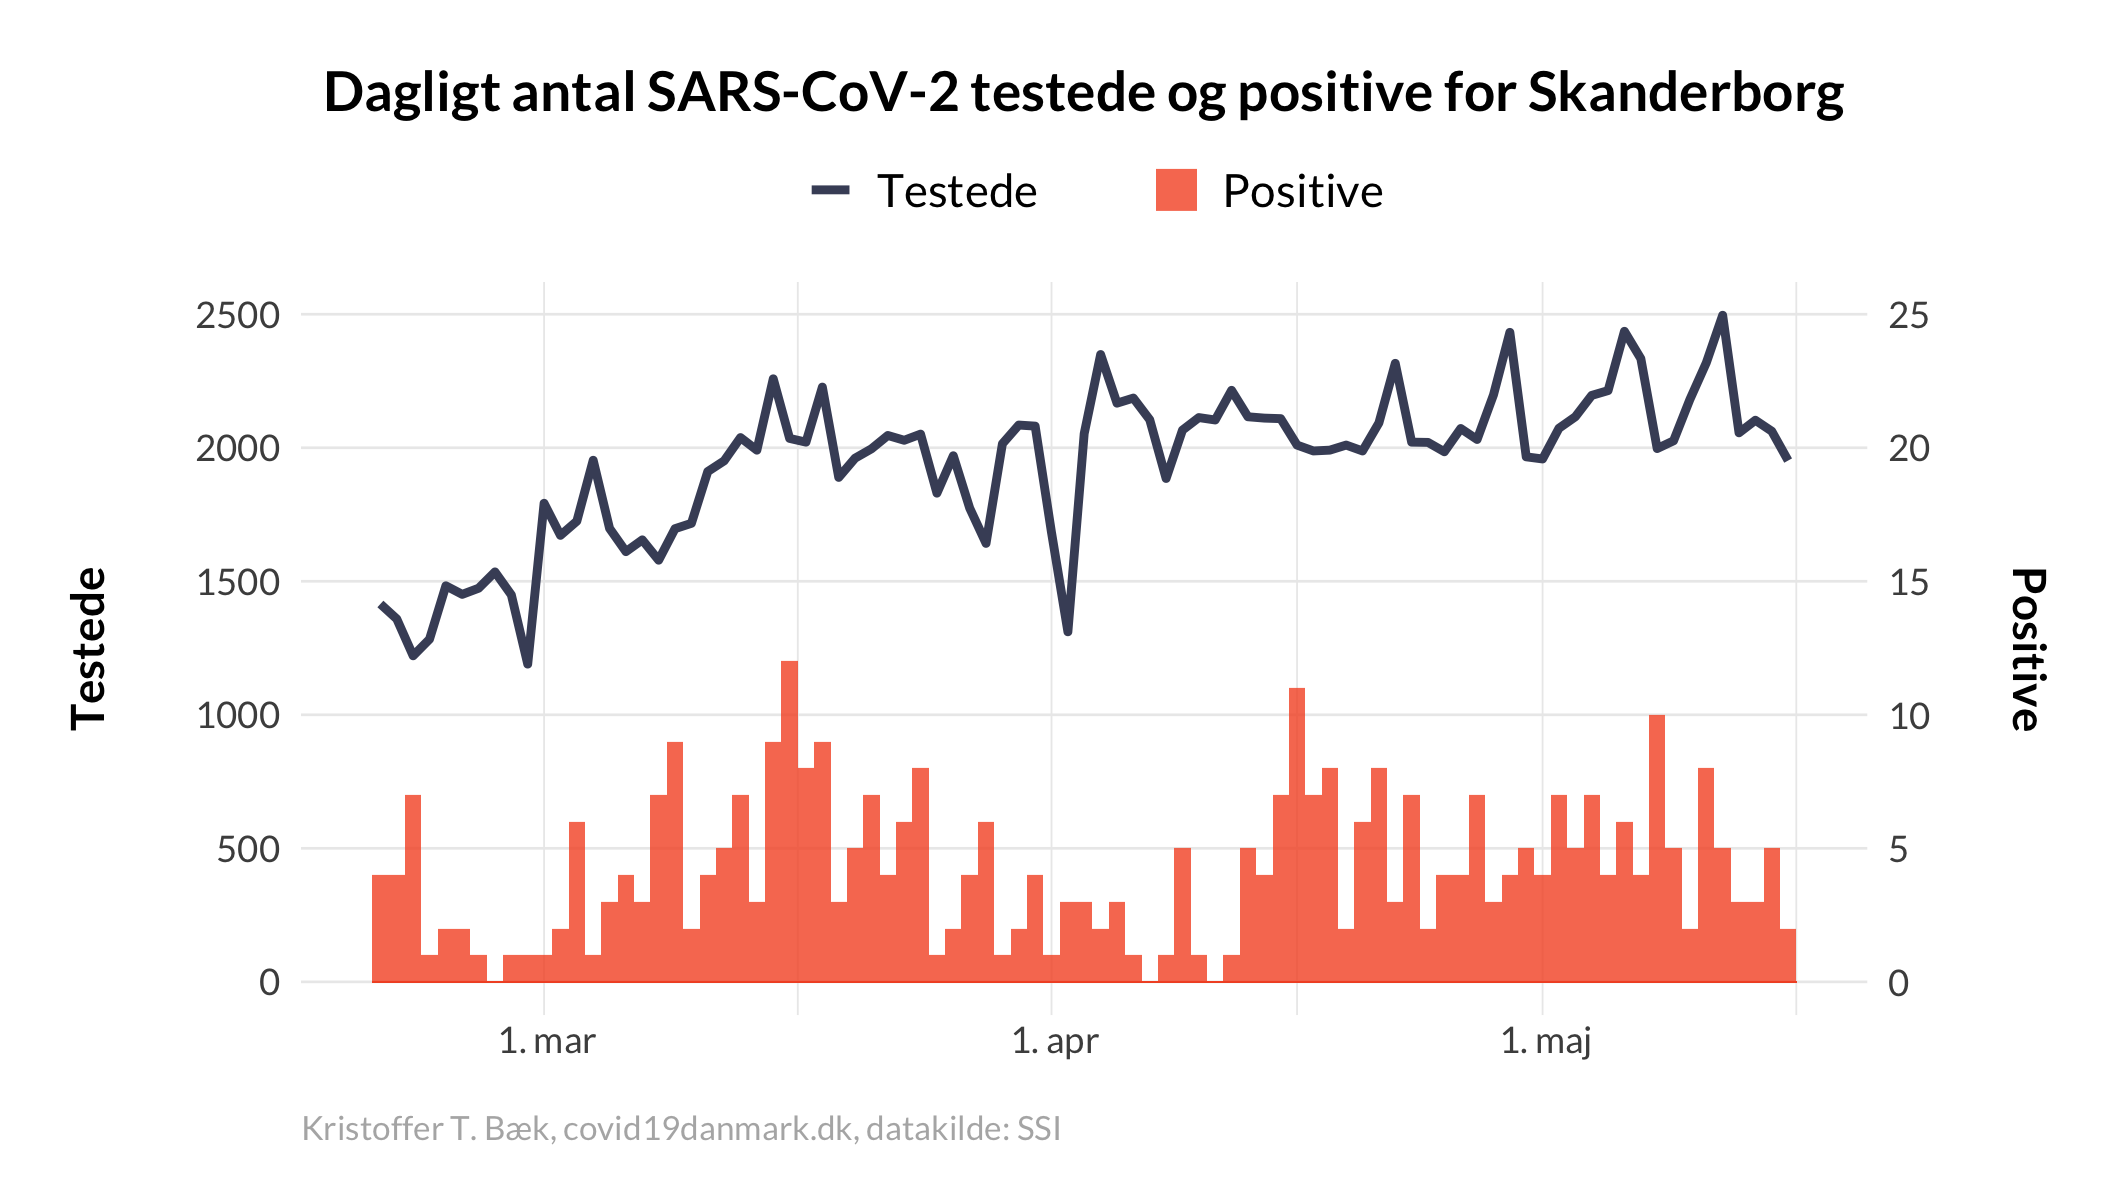 Dagligt antal SARS-CoV-2 testede og positive for Skanderborg
Testede
Positive
2500
2000
1500
1000
500
0
Testede
25
20
15
10
5
0
Positive
1. mar
1. apr
1. maj
Kristoffer T. Bæk, covid19danmark.dk, datakilde: SSI